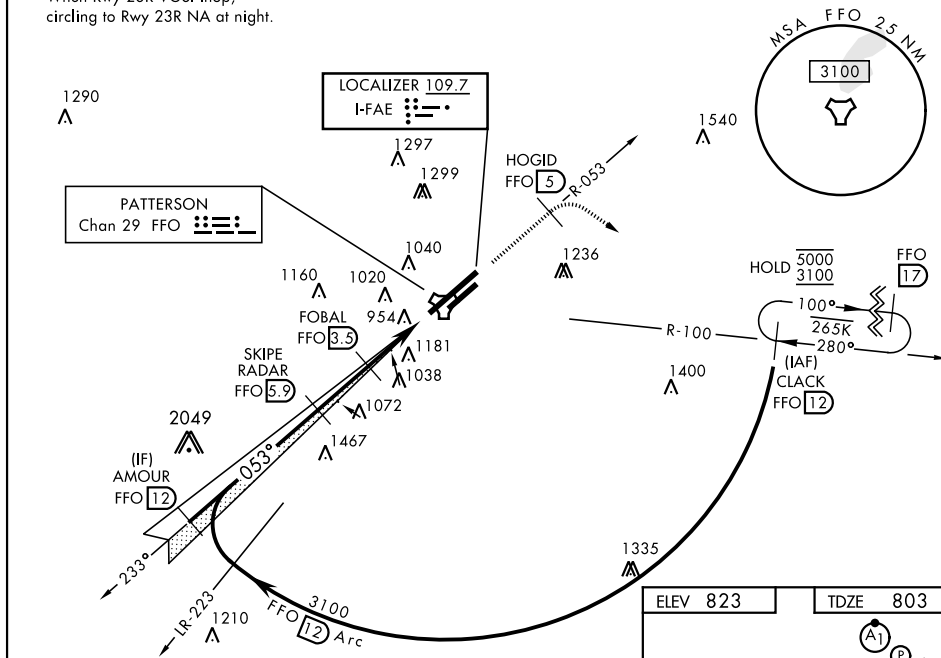 circling to Rwy 23R NA at night.
MSA FFO 25 NM
3100
1290
LOCALIZER 109.7
I-FAE
1540
1297
1299
HOGID
FFO 5
R-053
PATTERSON
Chan 29 FFO
1040
1236
HOLD 5000
3100
FFO
17
1160
1020
100°
265K
280°
954
FOBAL
FFO 3.5
R-100
1181
1038
SKIPE
RADAR
FFO 5.9
(IAF)
CLACK
FFO 12
1400
1072
2049
1467
053°
(IF)
AMOUR
FFO 12
233°
LR-223
1335
3100
FFO 12 Arc
1210
ELEV 823
TDZE 803
A1
P